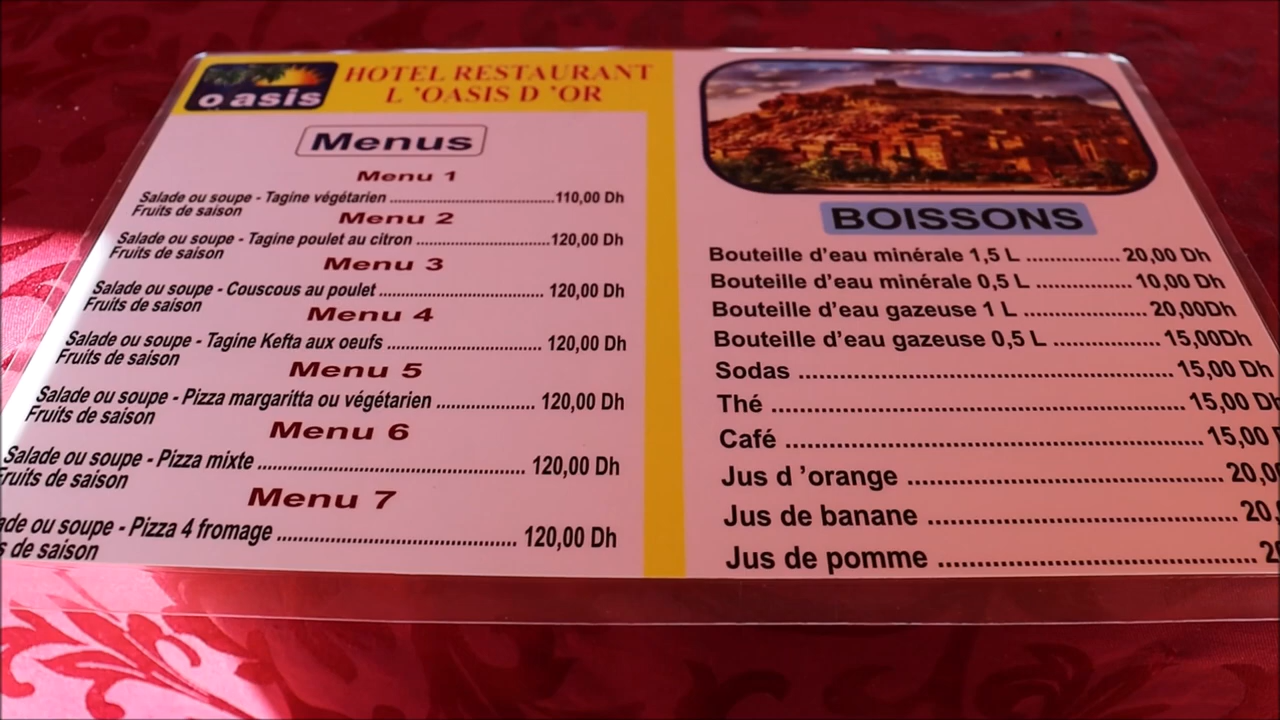 oasis
HOTEL RESTAURANT
L 'OASIS D 'OR
Menus
Menu 1
Salade ou soupe - Tagine végétarien ........................................................110,00 Dh
Fruits de saison
Menu 2
Salade ou soupe - Tagine poulet au citron .............................................120,00 Dh
Fruits de saison
Menu 3
Salade ou soupe - Couscous au poulet ....................................................... 120,00 Dh
Fruits de saison
Menu 4
Salade ou soupe - Tagine Kefta aux oeufs ................................................ 120,00 Dh
Fruits de saison
Menu 5
Salade ou soupe - Pizza margaritta ou végétarien ........................... 120,00 Dh
Fruits de saison
Menu 6
Salade ou soupe - Pizza mixte ..................................................... 120,00 Dh
Fruits de saison
Menu 7
ou soupe - Pizza 4 fromage ................................................ 120,00 Dh
de saison
BOISSONS
Bouteille d'eau minérale 1,5 L ................... 20,00 Dh
Bouteille d'eau minérale 0,5 L ................... 10,00 Dh
Bouteille d'eau gazeuse 1 L ........................ 20,00Dh
Bouteille d'eau gazeuse 0,5 L ..................... 15,00Dh
Sodas .............................................................. 15,00 Dh
Thé .................................................................. 15,00 Dh
Café ................................................................ 15,00
Jus d 'orange ................................................
Jus de banane ...............................................
Jus de pomme ...............................................